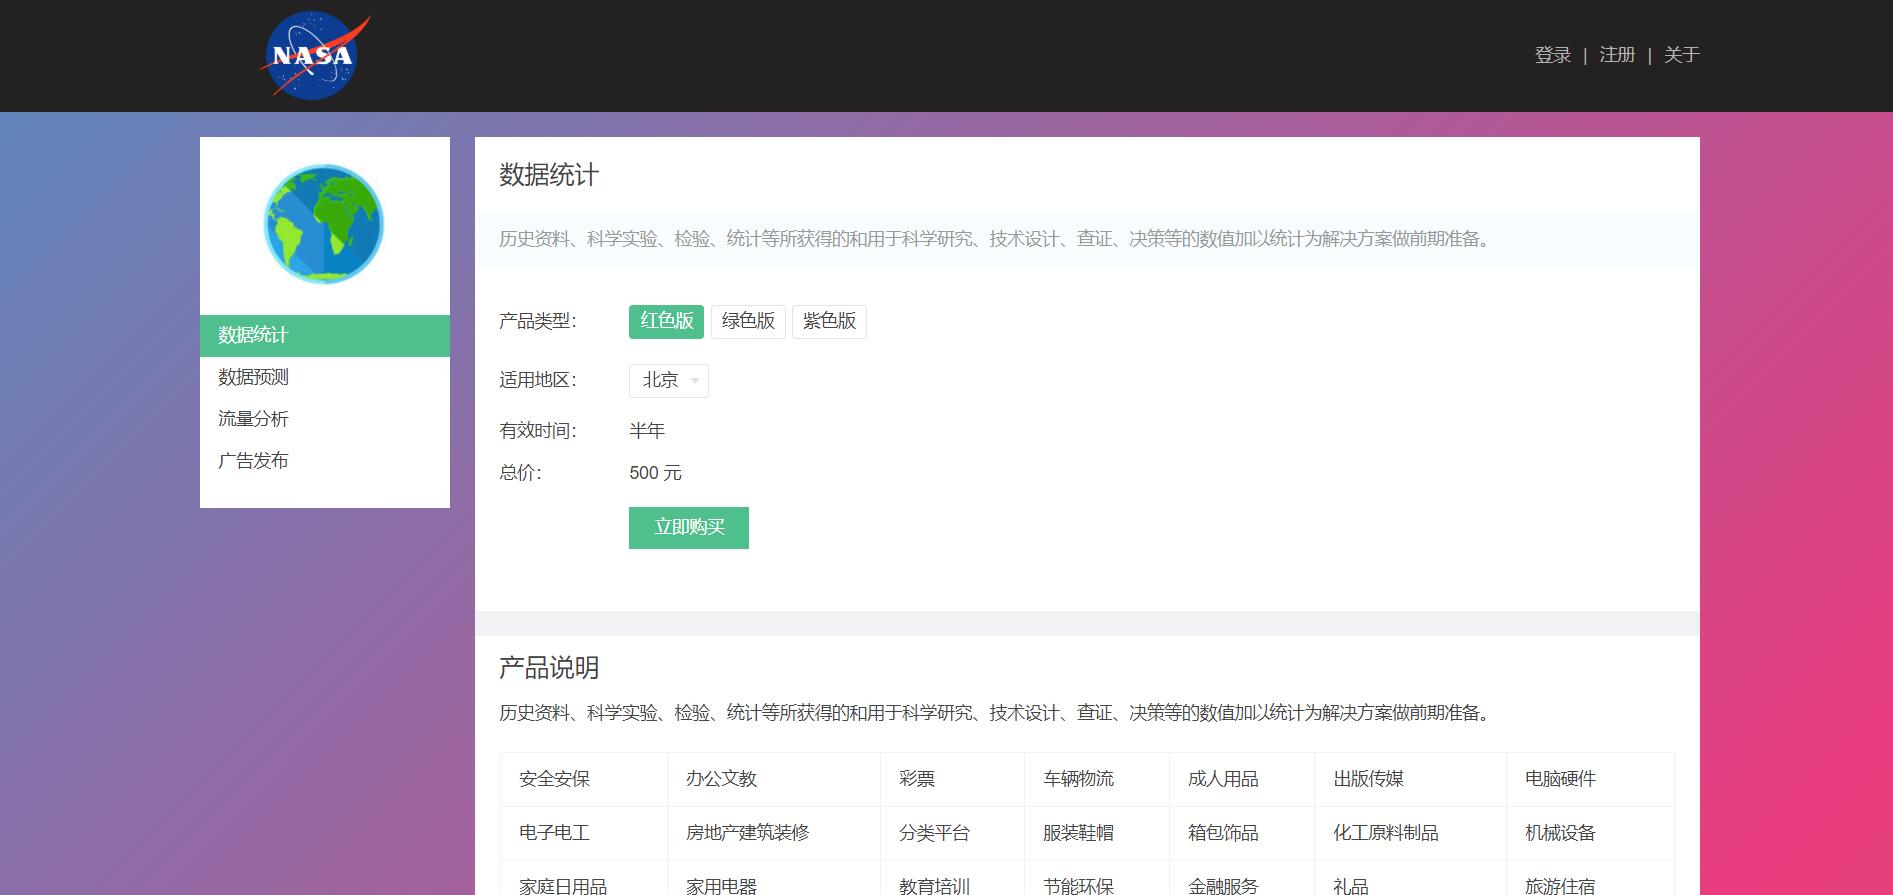 NASA
登录 | 注册 | 关于
数据统计
数据预测
流量分析
广告发布
数据统计
历史资料、科学实验、检验、统计等所获得的和用于科学研究、技术设计、查证、决策等的数值加以统计为解决方案做前期准备。
产品类型： 红色版 绿色版 紫色版
适用地区： 北京
有效时间： 半年
总价： 500 元
立即购买
产品说明
历史资料、科学实验、检验、统计等所获得的和用于科学研究、技术设计、查证、决策等的数值加以统计为解决方案做前期准备。
安全安保 办公文教 彩票 车辆物流 成人用品 出版传媒 电脑硬件
电子电工 房地产建筑装修 分类平台 服装鞋帽 箱包饰品 化工原料制品 机械设备
家庭日用品 家用电器 教育培训 节能环保 金融服务 礼品 旅游住宿